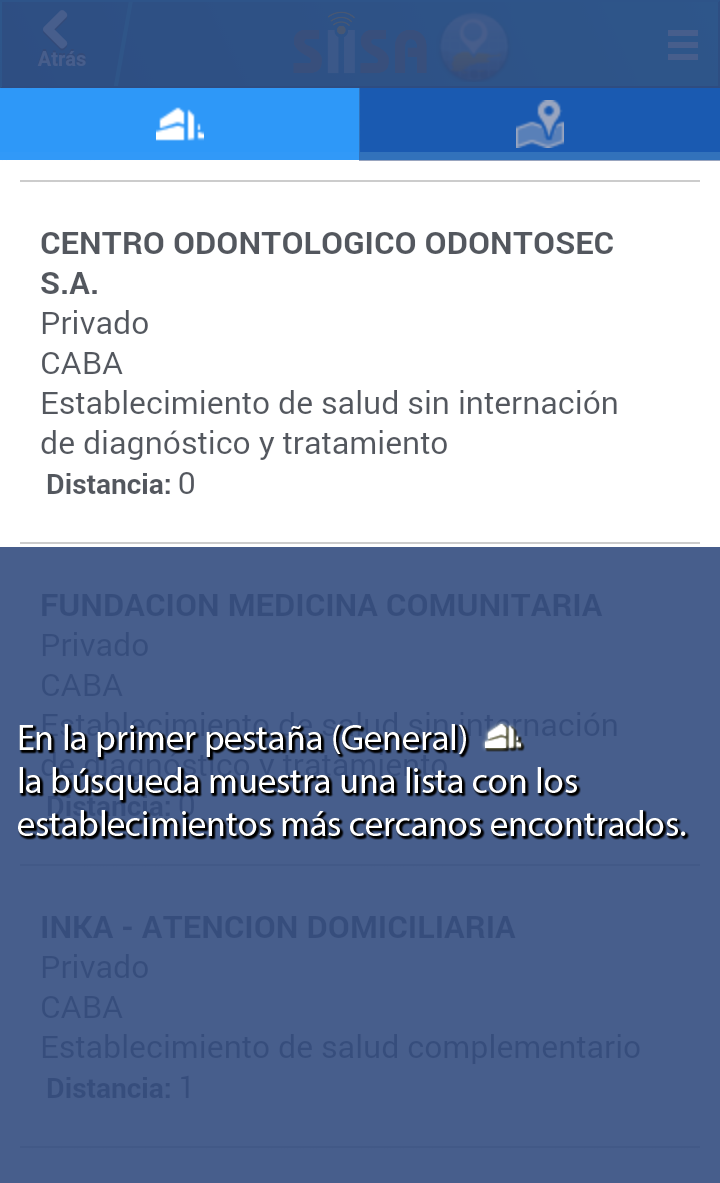 Atrás
SIISA
CENTRO ODONTOLOGICO ODONTOSEC
S.A.
Privado
CABA
Establecimiento de salud sin internación
de diagnóstico y tratamiento
Distancia: 0
FUNDACION MEDICINA COMUNITARIA
Privado
CABA
Establecimiento de salud sin internación
de diagnóstico y tratamiento
Distancia: 0
En la primer pestaña (General)
la búsqueda muestra una lista con los
establecimientos más cercanos encontrados.
INKA - ATENCION DOMICILIARIA
Privado
CABA
Establecimiento de salud complementario
Distancia: 1